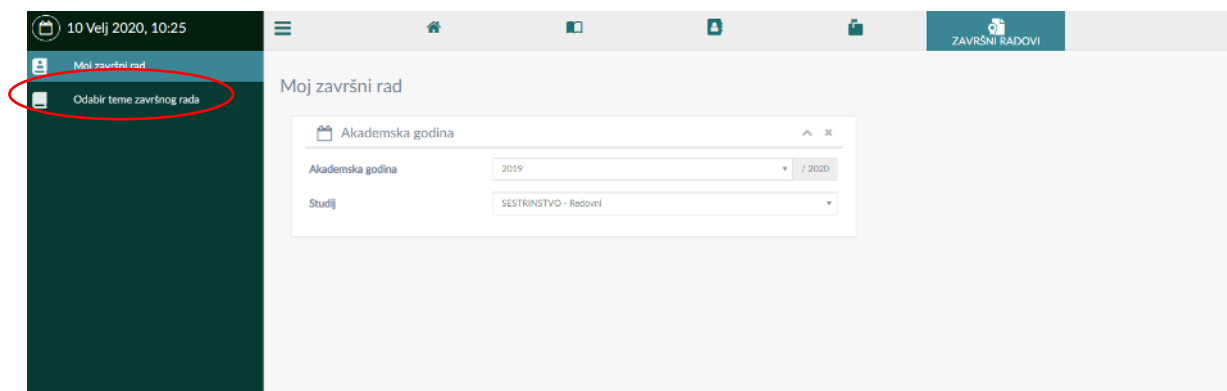 10 Velj 2020, 10:25
ZAVRŠNI RADOVI
Moj završni rad
Odabir teme završnog rada
Moj završni rad
Akademska godina
Akademska godina
2019
/ 2020
Studij
SESTRINSTVO - Redovni